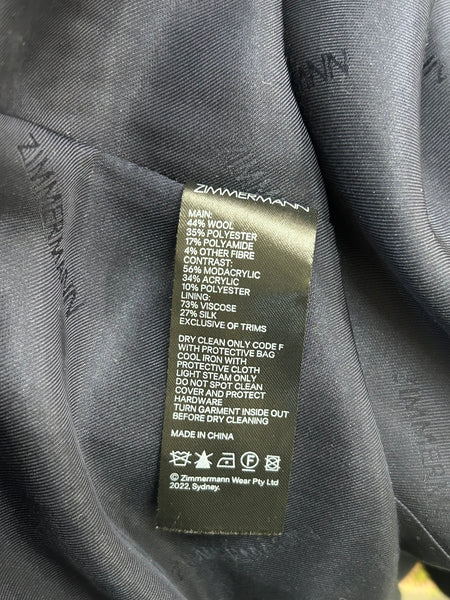 ZIMMERMANN
ZIMMERMANN
ZIMMERMANN
MAIN:
44% WOOL
35% POLYESTER
17% POLYAMIDE
4% OTHER FIBRE
CONTRAST:
56% MODACRYLIC
34% ACRYLIC
10% POLYESTER
LINING:
73% VISCOSE
27% SILK
EXCLUSIVE OF TRIMS
DRY CLEAN ONLY CODE F
WITH PROTECTIVE BAG
COOL IRON WITH
PROTECTIVE CLOTH
LIGHT STEAM ONLY
DO NOT SPOT CLEAN
COVER AND PROTECT
HARDWARE
TURN GARMENT INSIDE OUT
BEFORE DRY CLEANING
MADE IN CHINA
F
© Zimmermann Wear Pty Ltd
2022, Sydney.